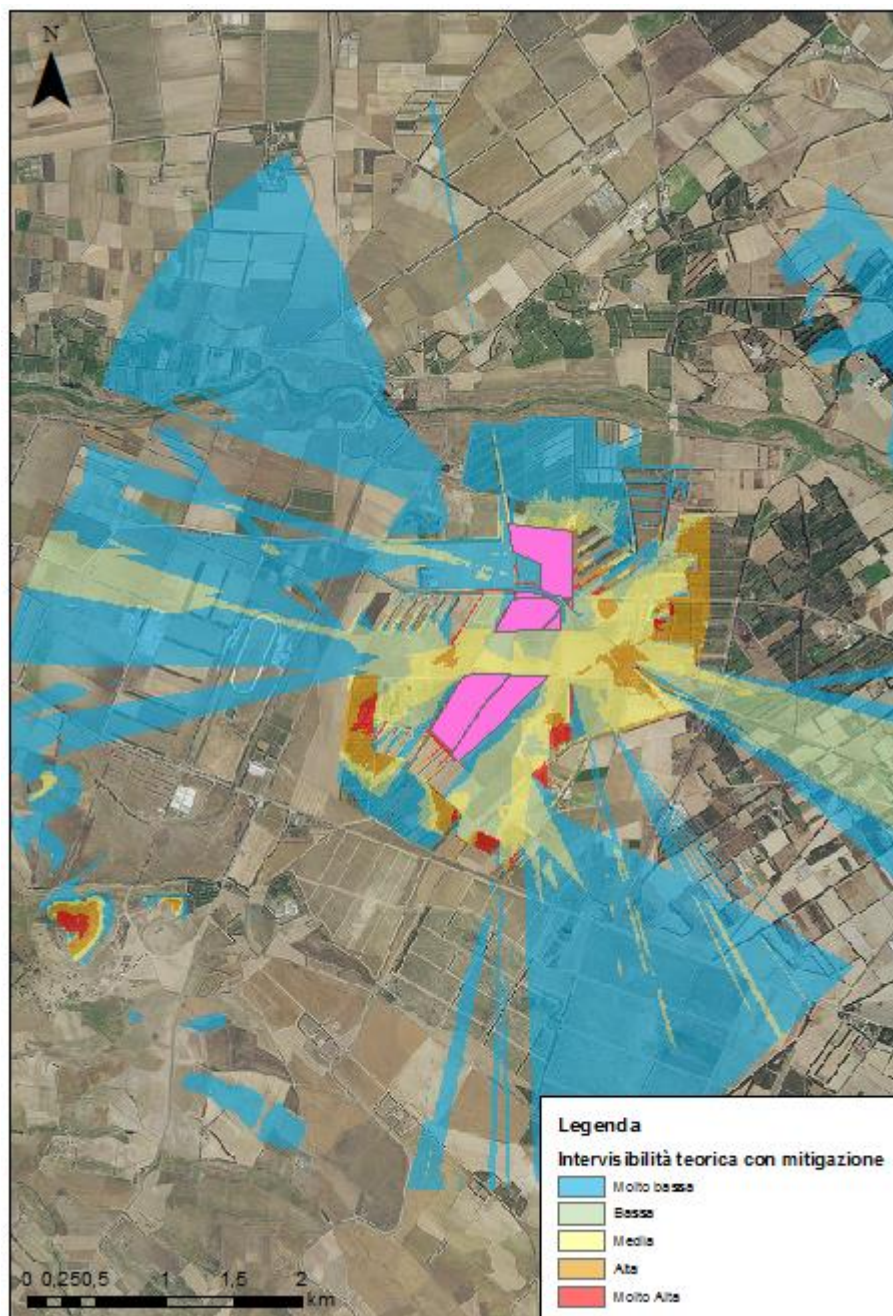 N
Legenda
Intervisibilità teorica con mitigazione
Molto bassa
Bassa
Media
Alta
Molto Alta
0 0,25 0,5 1 1,5 2
km